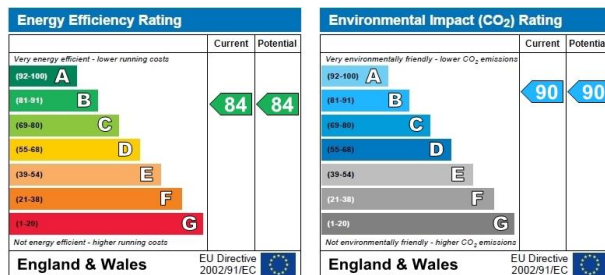 Energy Efficiency Rating
Current Potential
Very energy efficient - lower running costs
(92-100) A
(81-91) B
84 84
(69-80) C
(55-68) D
(39-54) E
(21-38) F
(1-20) G
Not energy efficient - higher running costs
England & Wales
EU Directive
2002/91/EC
Environmental Impact (CO₂) Rating
Current Potential
Very environmentally friendly - lower CO₂ emissions
(92-100) A
(81-91) B
90 90
(69-80) C
(55-68) D
(39-54) E
(21-38) F
(1-20) G
Not environmentally friendly - higher CO₂ emissions
England & Wales
EU Directive
2002/91/EC